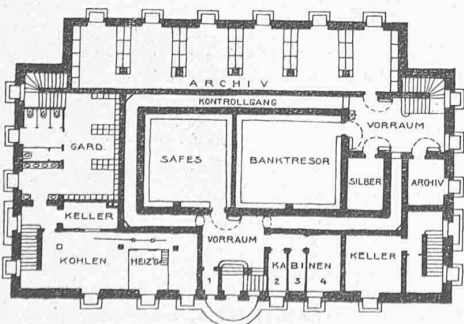 ARCHIV
KONTROLLGANG
VORRAUM
GARD.
SAFES
BANKTRESOR
SILBER
ARCHIV
KELLER
VORRAUM
KOHLEN
HEIZ'G
KABINEN
KELLER
1 2 3 4